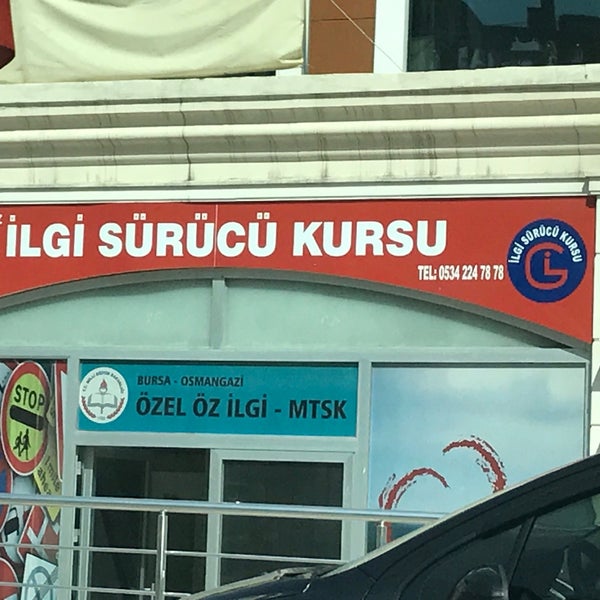 İLGİ SÜRÜCÜ KURSU
TEL: 0534 224 78 78
İLGİ SÜRÜCÜ KURSU
BURSA - OSMANGAZİ
ÖZEL ÖZ İLGİ - MTSK
STOP